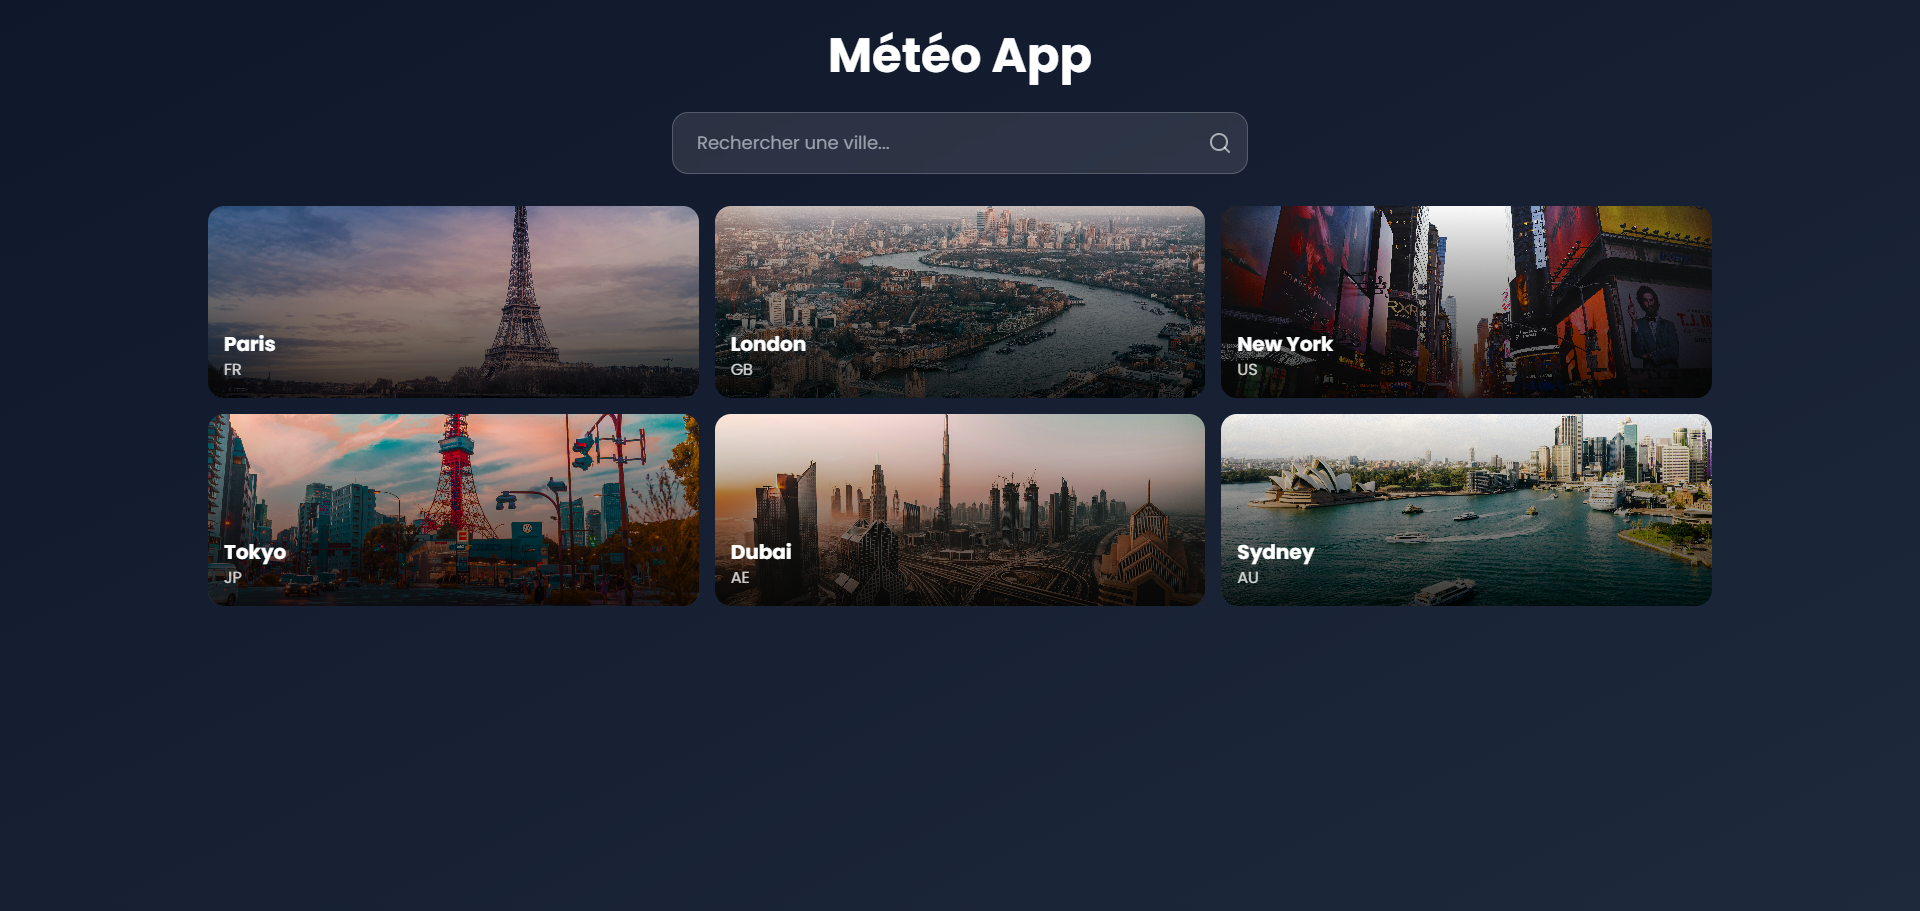 Météo App
Rechercher une ville...
Paris
FR
London
GB
New York
US
Tokyo
JP
Dubai
AE
Sydney
AU